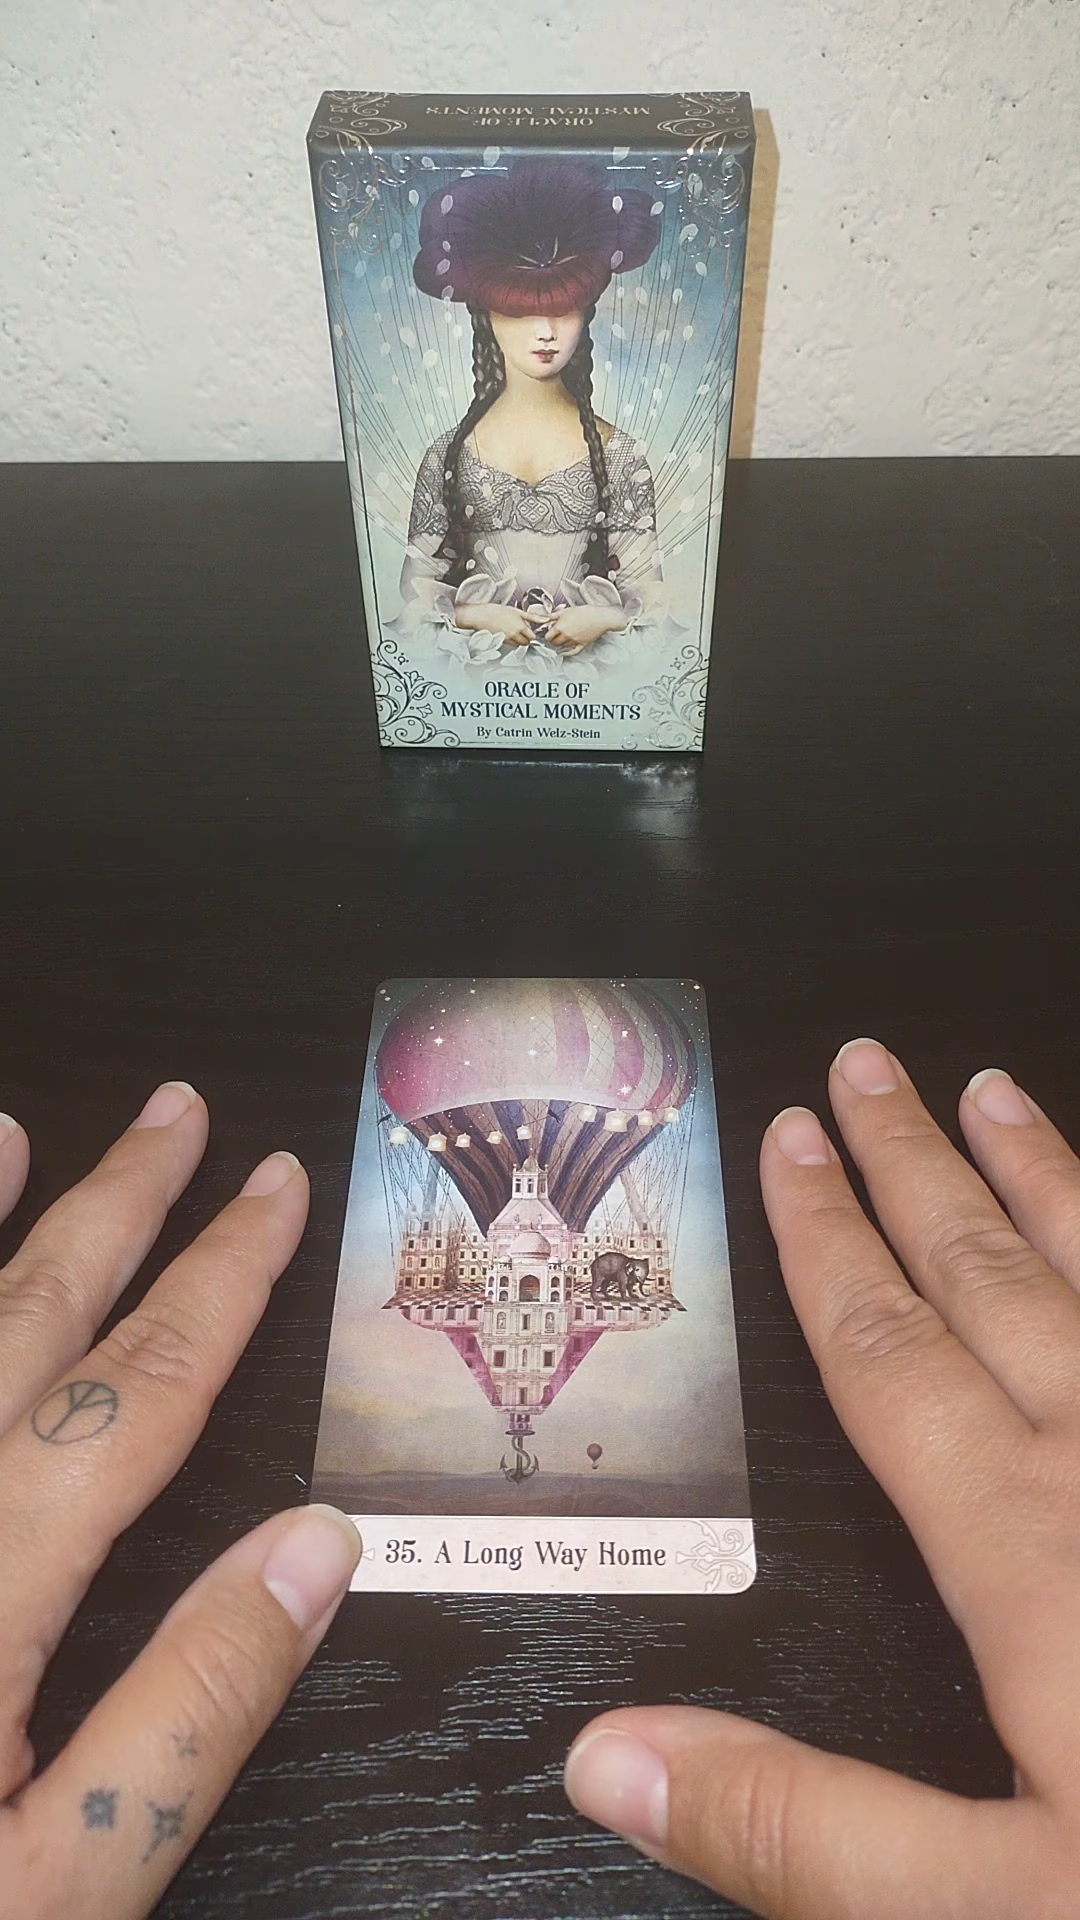 ORACLE OF
MYSTICAL MOMENTS
ORACLE OF
MYSTICAL MOMENTS
By Catrin Welz-Stein
35. A Long Way Home